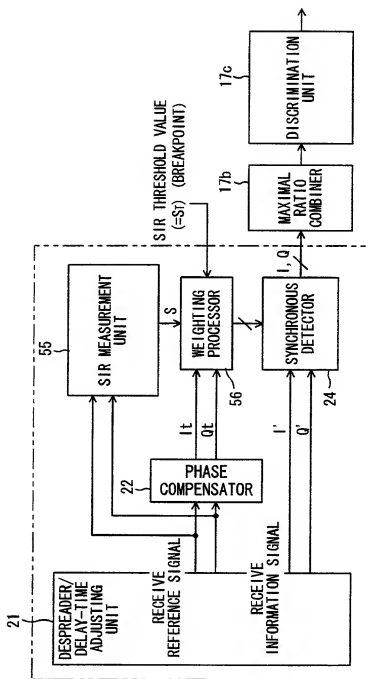 21
DESPREADER/
DELAY-TIME
ADJUSTING
UNIT
RECEIVE
REFERENCE SIGNAL
RECEIVE
INFORMATION SIGNAL
22
PHASE
COMPENSATOR
It
Qt
I'
Q'
55
SIR MEASUREMENT
UNIT
S
SIR THRESHOLD VALUE
(=ST) (BREAKPOINT)
WEIGHTING
PROCESSOR
56
SYNCHRONOUS
DETECTOR
24
I, Q
17b
MAXIMAL
RATIO
COMBINER
17c
DISCRIMINATION
UNIT